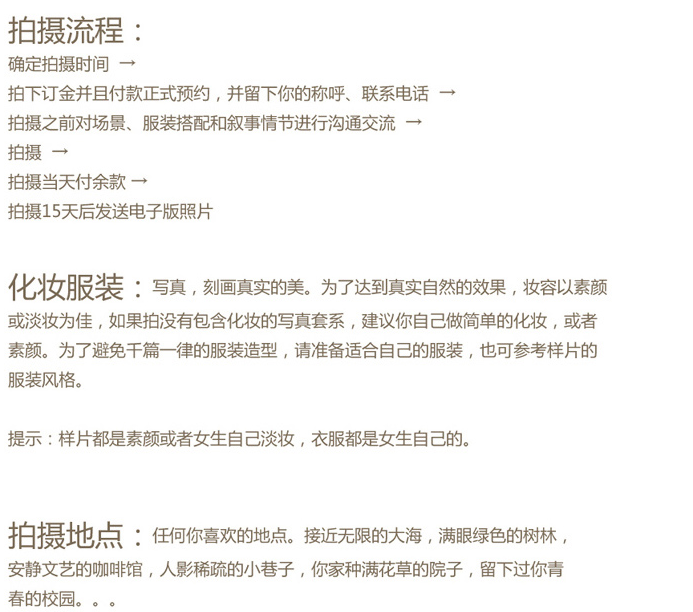 拍摄流程：
确定拍摄时间 →
拍下订金并且付款正式预约，并留下你的称呼、联系电话 →
拍摄之前对场景、服装搭配和叙事情节进行沟通交流 →
拍摄 →
拍摄当天付余款→
拍摄15天后发送电子版照片
化妆服装：写真，刻画真实的美。为了达到真实自然的效果，妆容以素颜
或淡妆为佳，如果拍没有包含化妆的写真套系，建议你自己做简单的化妆，或者
素颜。为了避免千篇一律的服装造型，请准备适合自己的服装，也可参考样片的
服装风格。
提示：样片都是素颜或者女生自己淡妆，衣服都是女生自己的。
拍摄地点：任何你喜欢的地点。接近无限的大海，满眼绿色的树林，
安静文艺的咖啡馆，人影稀疏的小巷子，你家种满花草的院子，留下过你青
春的校园。。。